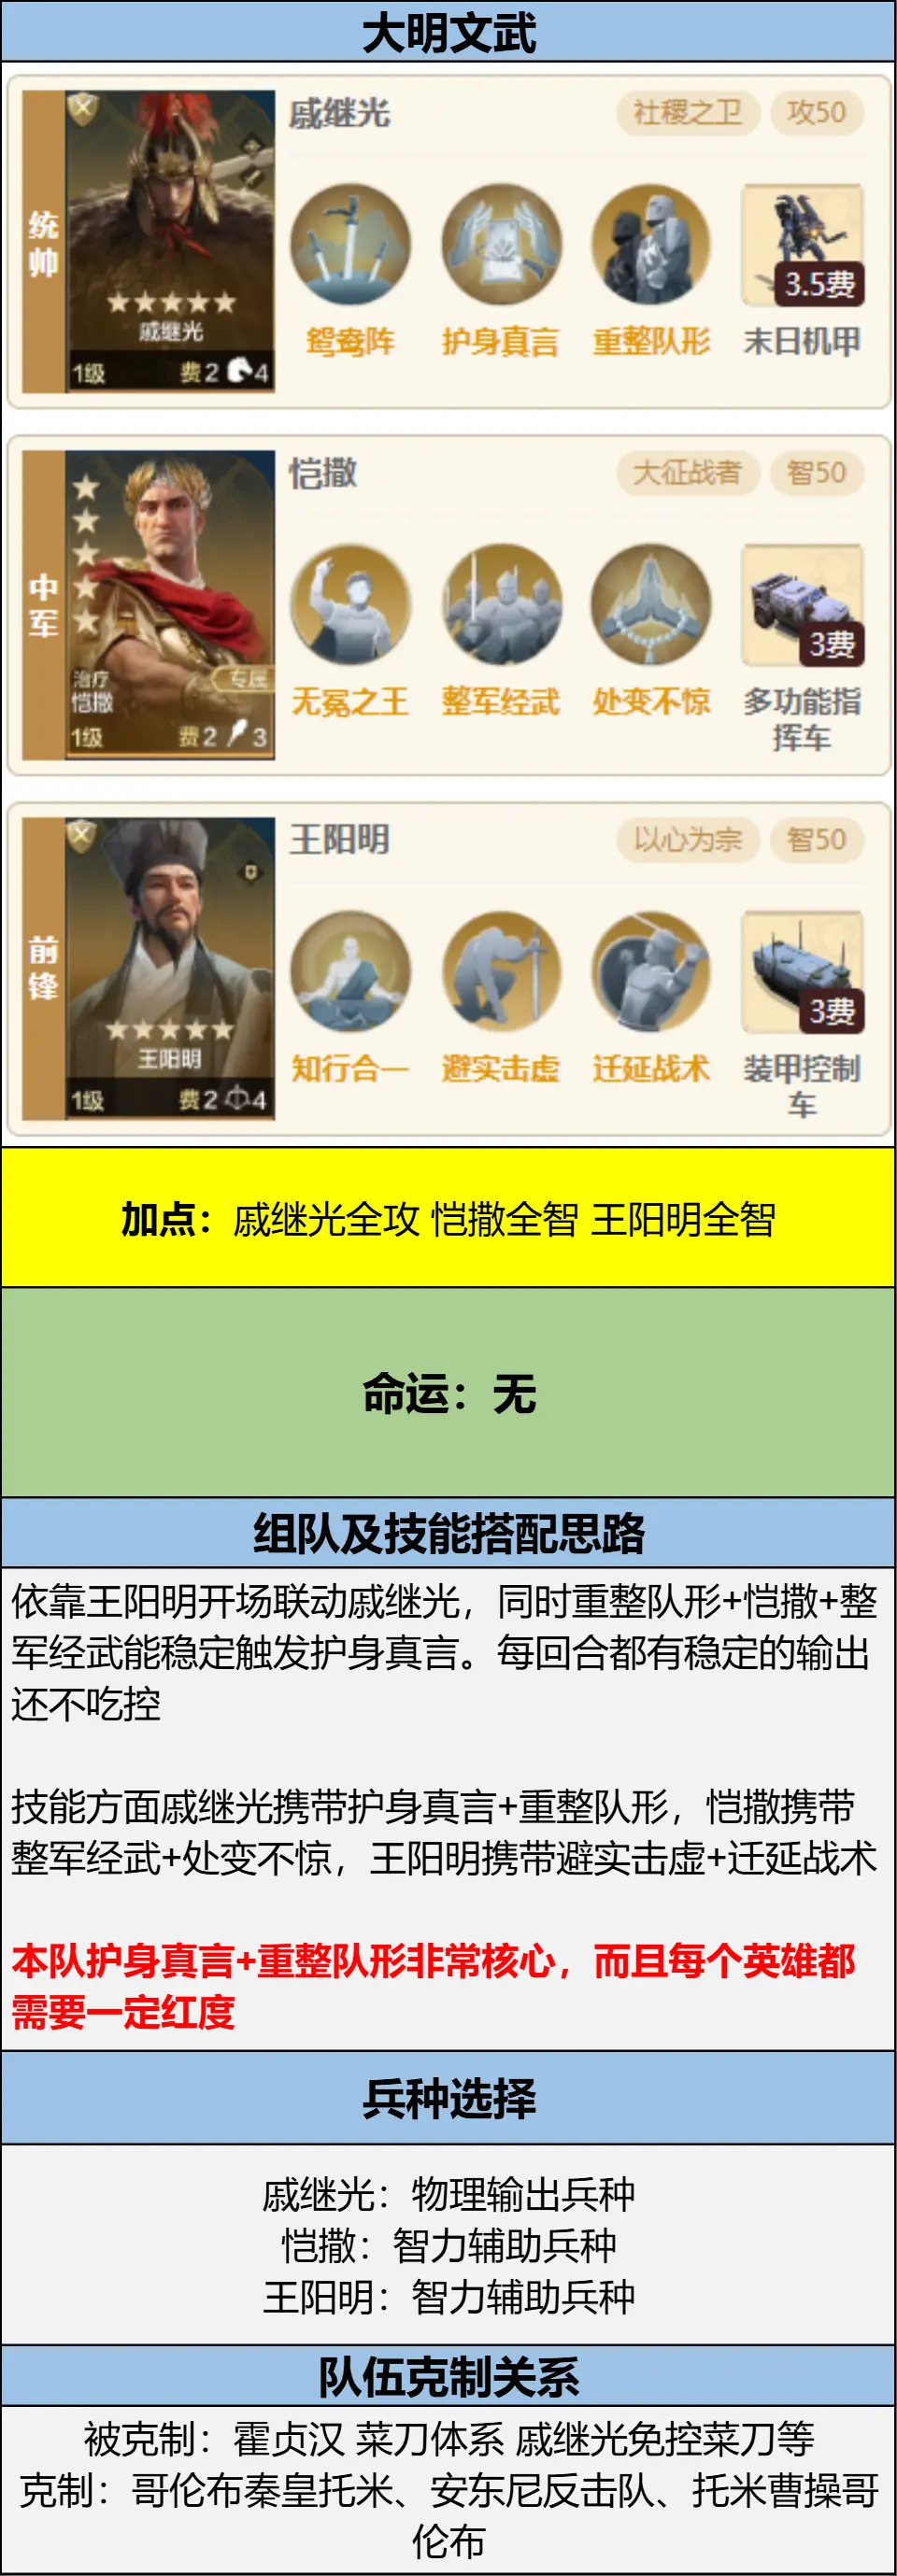 大明文武
统帅
戚继光
社稷之卫
攻50
戚继光
1级 费2 4
鸳鸯阵
护身真言
重整队形
3.5费
末日机甲
中军
恺撒
大征战者
智50
治疗
恺撒
专属
1级 费2 3
无冕之王
整军经武
处变不惊
3费
多功能指
挥车
前锋
王阳明
以心为宗
智50
王阳明
1级 费2 4
知行合一
避实击虚
迁延战术
3费
装甲控制
车
加点：戚继光全攻 恺撒全智 王阳明全智
命运：无
组队及技能搭配思路
依靠王阳明开场联动戚继光，同时重整队形+恺撒+整
军经武能稳定触发护身真言。每回合都有稳定的输出
还不吃控
技能方面戚继光携带护身真言+重整队形，恺撒携带
整军经武+处变不惊，王阳明携带避实击虚+迁延战术
本队护身真言+重整队形非常核心，而且每个英雄都
需要一定红度
兵种选择
戚继光：物理输出兵种
恺撒：智力辅助兵种
王阳明：智力辅助兵种
队伍克制关系
被克制：霍贞汉 菜刀体系 戚继光免控菜刀等
克制：哥伦布秦皇托米、安东尼反击队、托米曹操哥
伦布